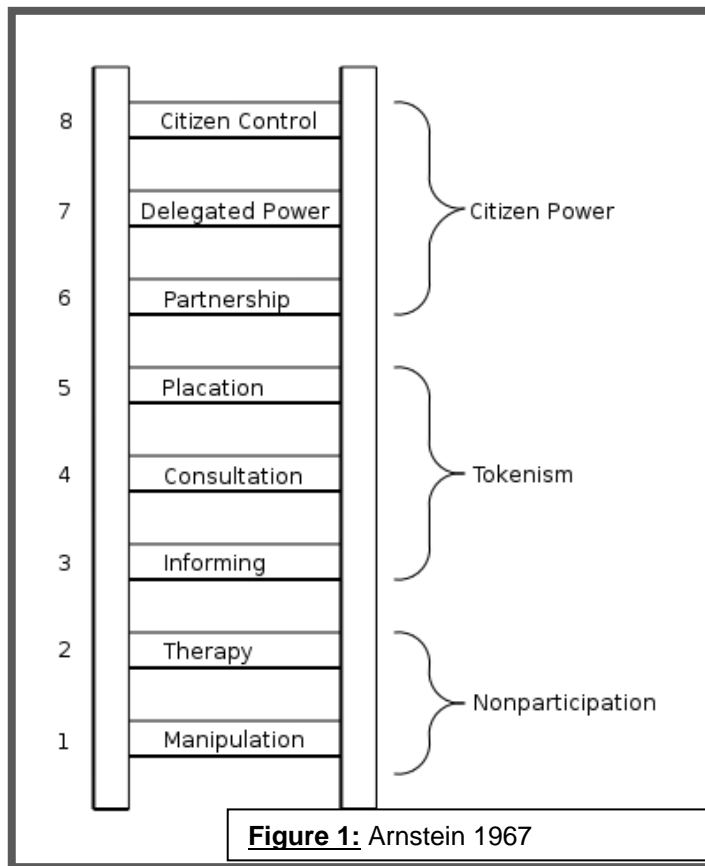 8 Citizen Control
7 Delegated Power
Citizen Power
6 Partnership
5 Placation
4 Consultation
Tokenism
3 Informing
2 Therapy
Nonparticipation
1 Manipulation
Figure 1: Arnstein 1967